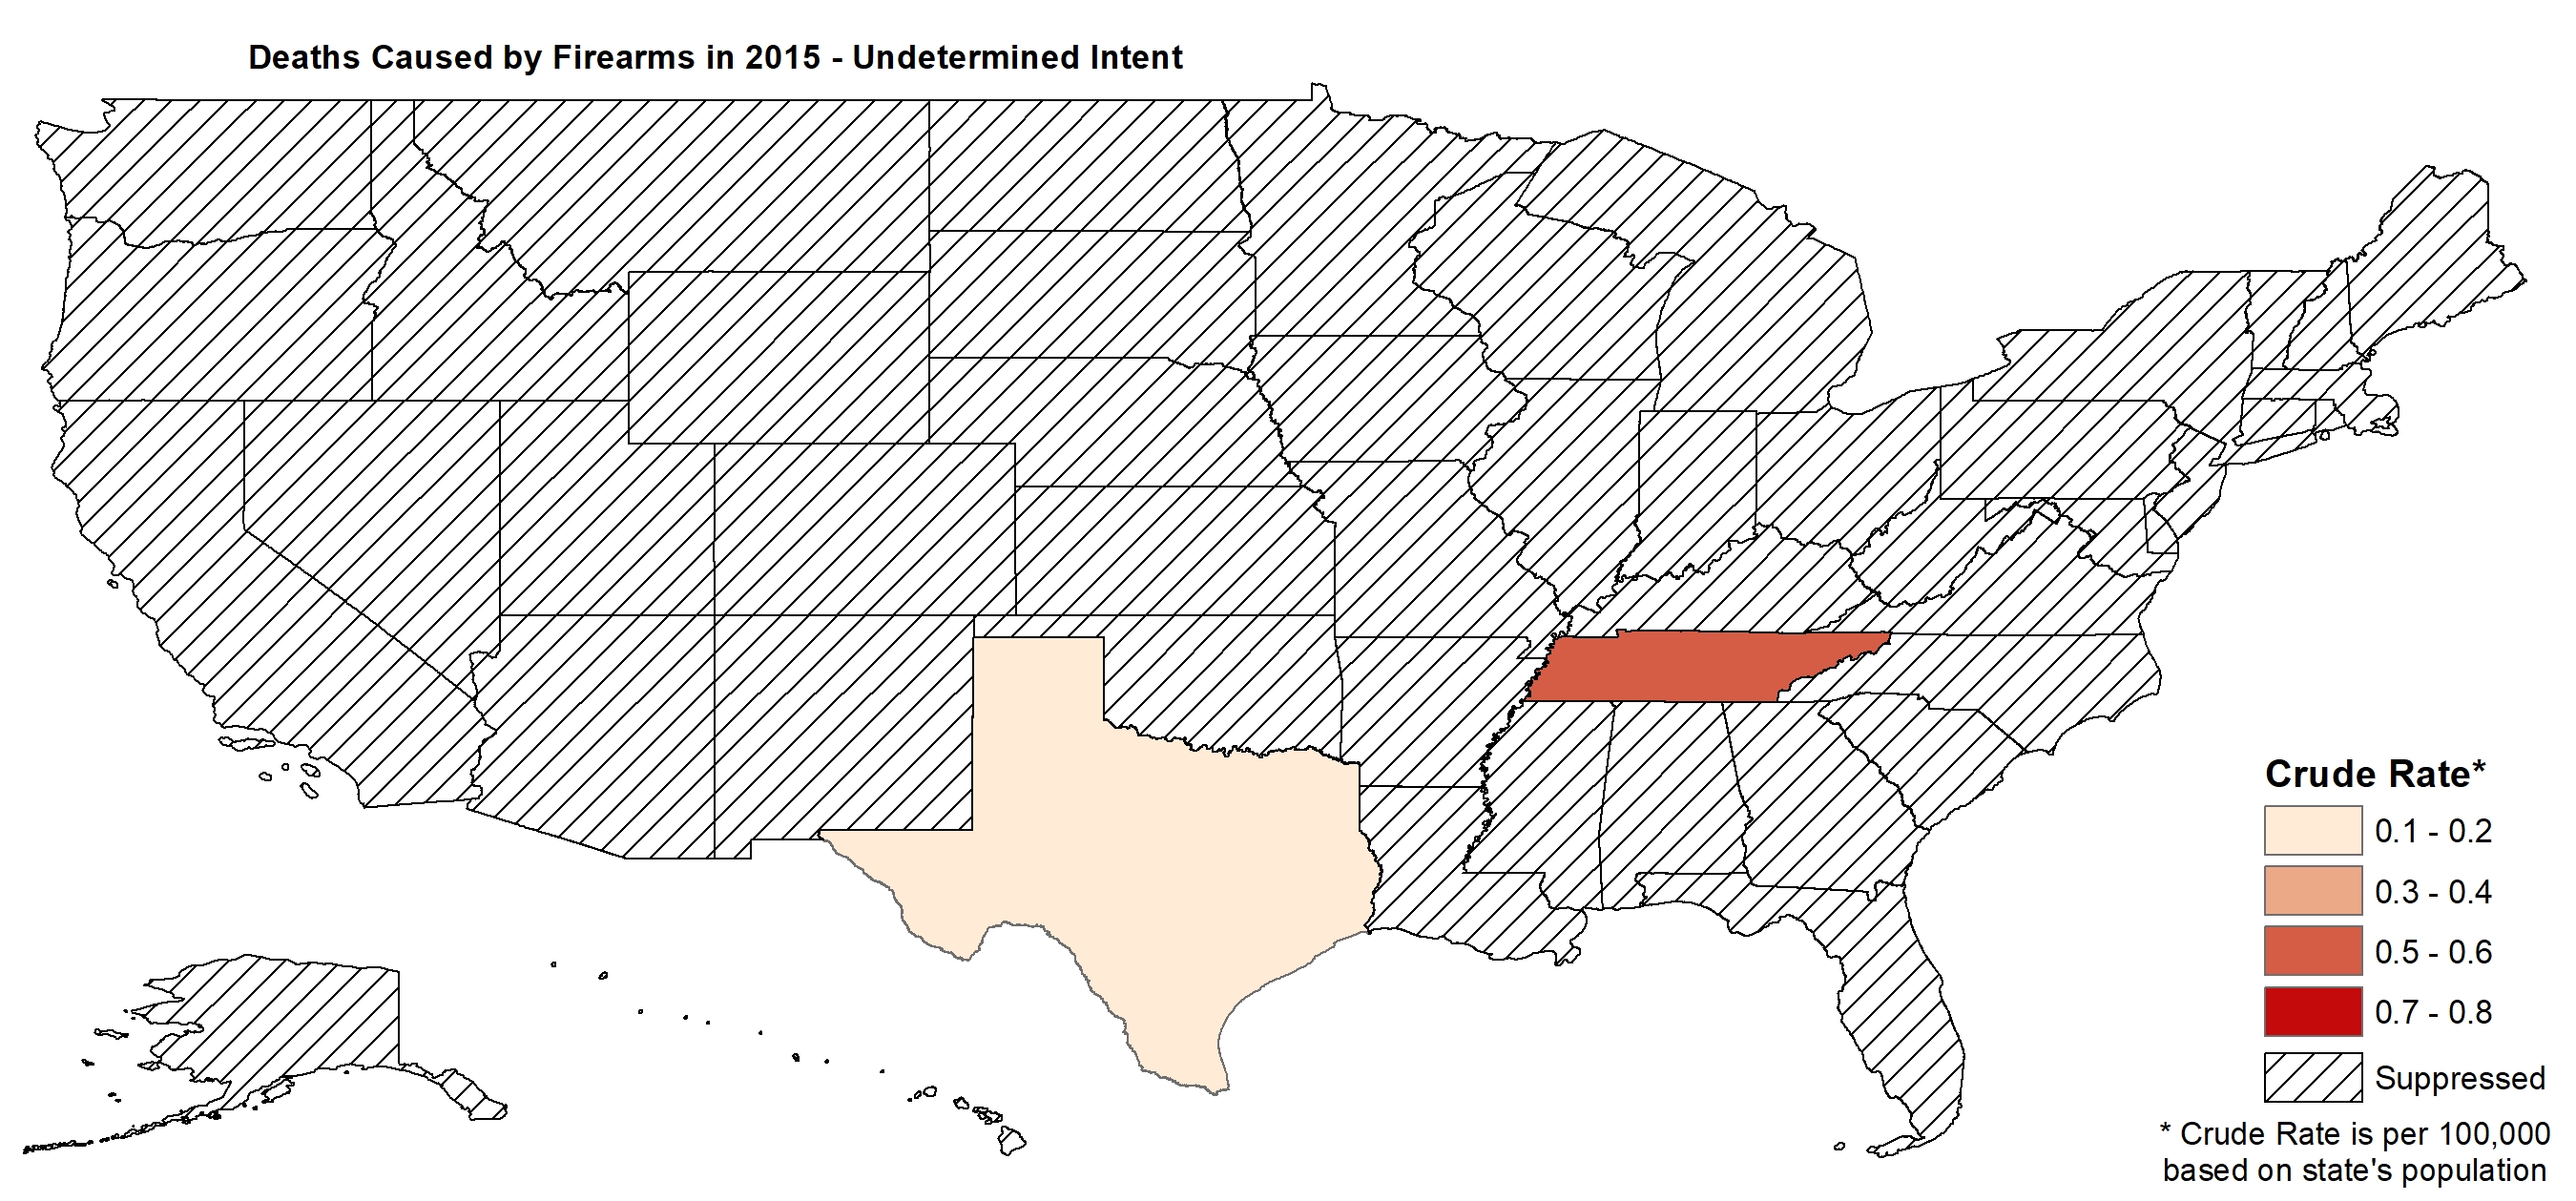 Deaths Caused by Firearms in 2015 - Undetermined Intent
Crude Rate*
0.1 - 0.2
0.3 - 0.4
0.5 - 0.6
0.7 - 0.8
Suppressed
* Crude Rate is per 100,000
based on state's population